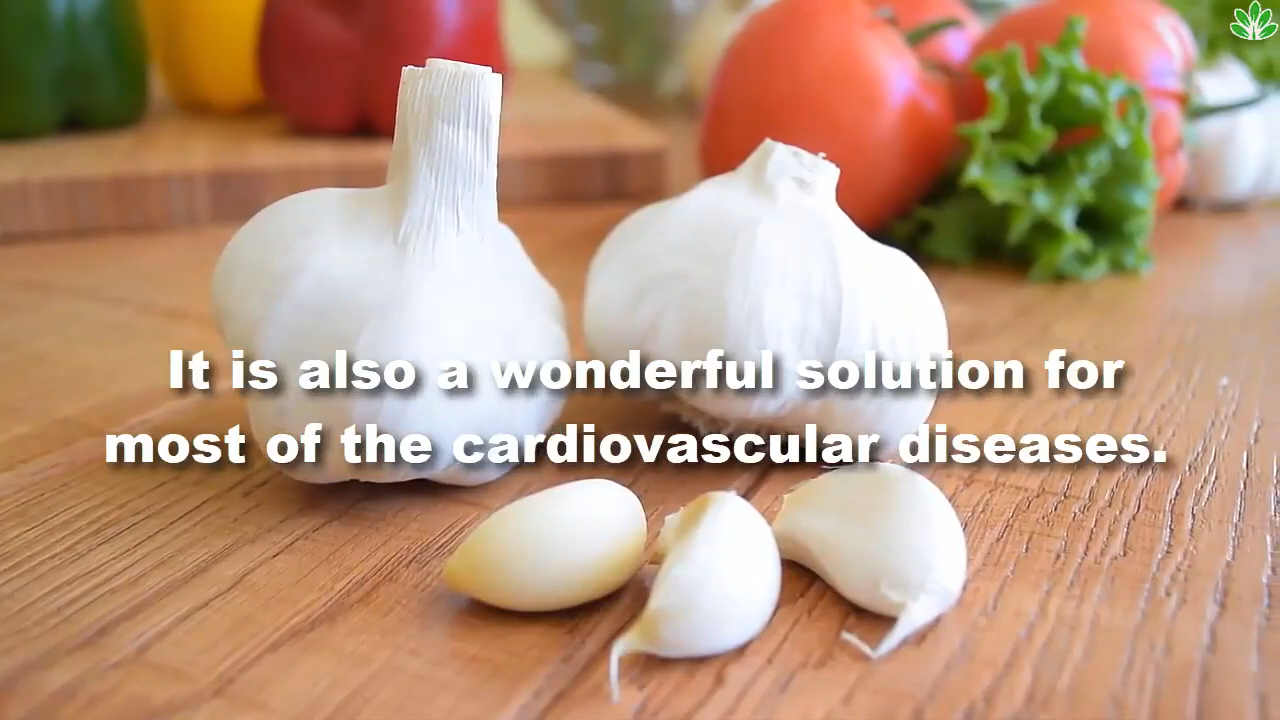 It is also a wonderful solution for
most of the cardiovascular diseases.